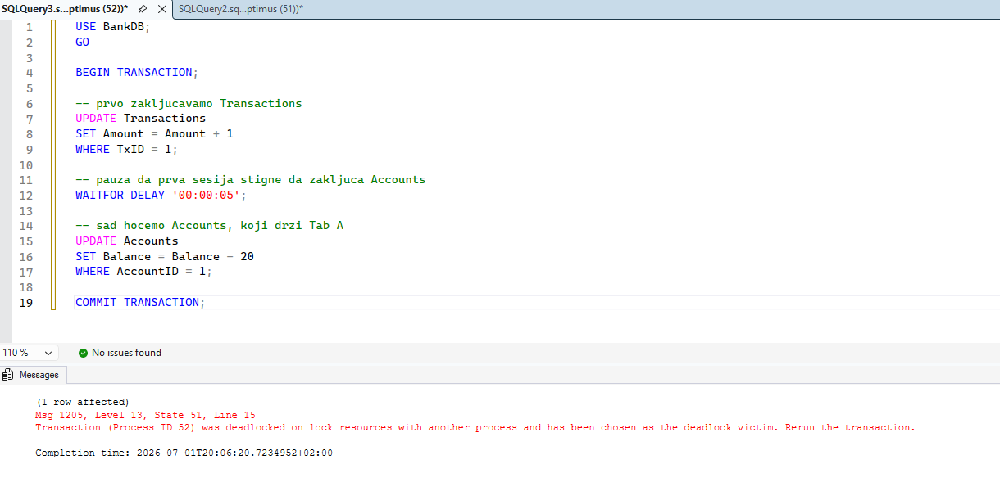 SQLQuery3.s...ptimus (52))* SQLQuery2.sq...ptimus (51))*
1 USE BankDB;
2 GO
3
4 BEGIN TRANSACTION;
5
6 -- prvo zakljucavamo Transactions
7 UPDATE Transactions
8 SET Amount = Amount + 1
9 WHERE TxID = 1;
10
11 -- pauza da prva sesija stigne da zakljuca Accounts
12 WAITFOR DELAY '00:00:05';
13
14 -- sad hocemo Accounts, koji drzi Tab A
15 UPDATE Accounts
16 SET Balance = Balance - 20
17 WHERE AccountID = 1;
18
19 COMMIT TRANSACTION;
110 % No issues found
Messages
(1 row affected)
Msg 1205, Level 13, State 51, Line 15
Transaction (Process ID 52) was deadlocked on lock resources with another process and has been chosen as the deadlock victim. Rerun the transaction.
Completion time: 2026-07-01T20:06:20.7234952+02:00